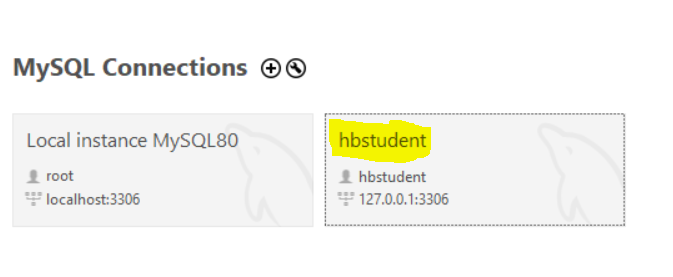 MySQL Connections
Local instance MySQL80
root
localhost:3306
hbstudent
hbstudent
127.0.0.1:3306